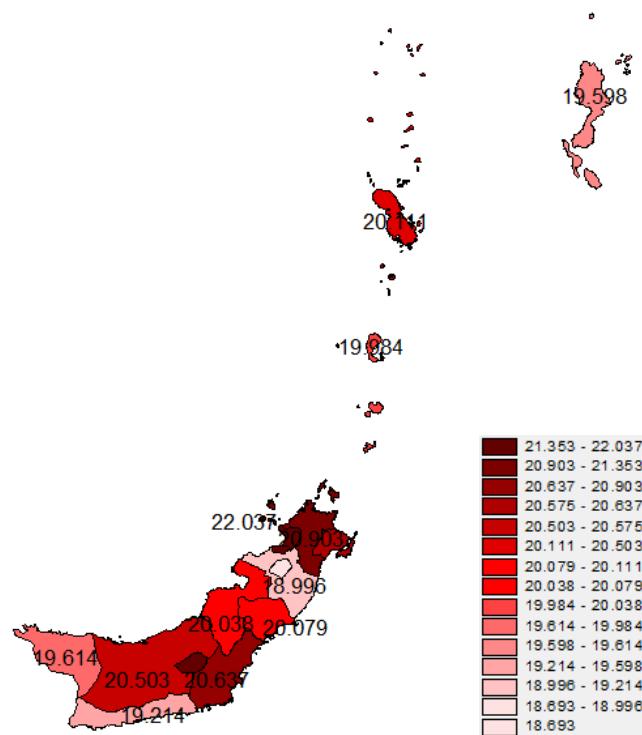 19.598
20.111
19.984
22.037
20.903
18.996
20.038
20.079
19.614
20.503
20.637
19.214
21.353 - 22.037
20.903 - 21.353
20.637 - 20.903
20.575 - 20.637
20.503 - 20.575
20.111 - 20.503
20.079 - 20.111
20.038 - 20.079
19.984 - 20.038
19.614 - 19.984
19.598 - 19.614
19.214 - 19.598
18.996 - 19.214
18.693 - 18.996
18.693